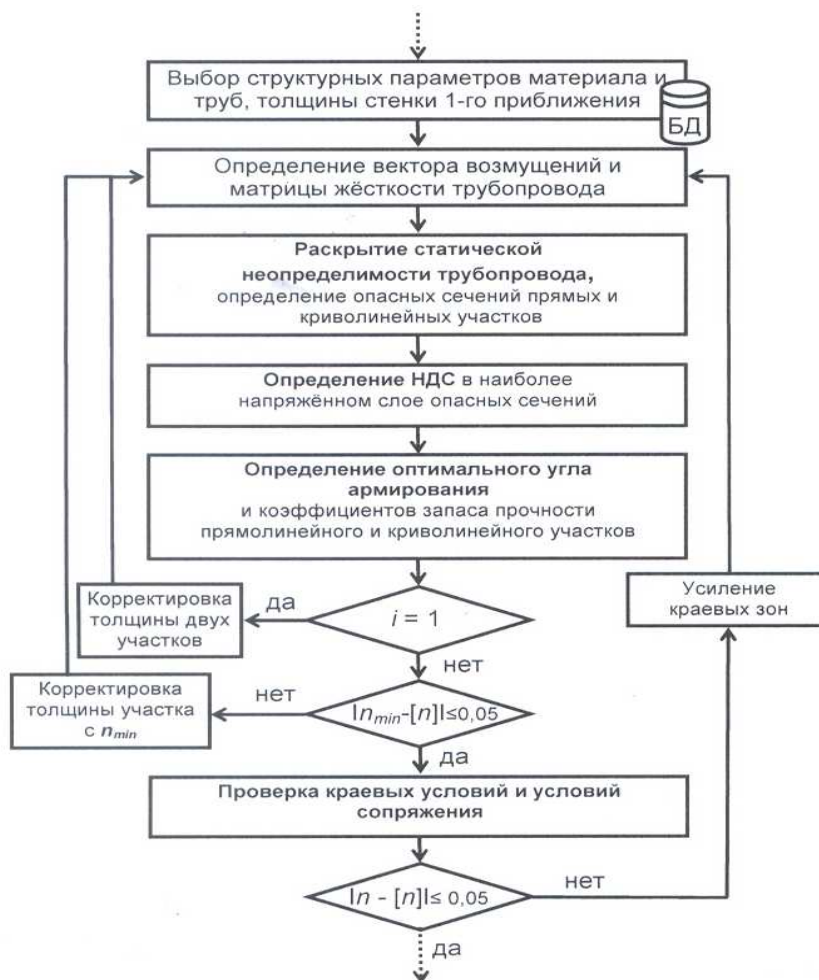 Выбор структурных параметров материала и
труб, толщины стенки 1-го приближения
БД
Определение вектора возмущений и
матрицы жёсткости трубопровода
Раскрытие статической
неопределимости трубопровода,
определение опасных сечений прямых и
криволинейных участков
Определение НДС в наиболее
напряжённом слое опасных сечений
Определение оптимального угла
армирования
и коэффициентов запаса прочности
прямолинейного и криволинейного участков
Корректировка
толщины двух
участков
да
i = 1
Усиление
краевых зон
нет
Корректировка
толщины участка
с nmin
нет
|nmin-[n]|≤0,05
да
Проверка краевых условий и условий
сопряжения
|n - [n]|≤ 0,05
нет
да